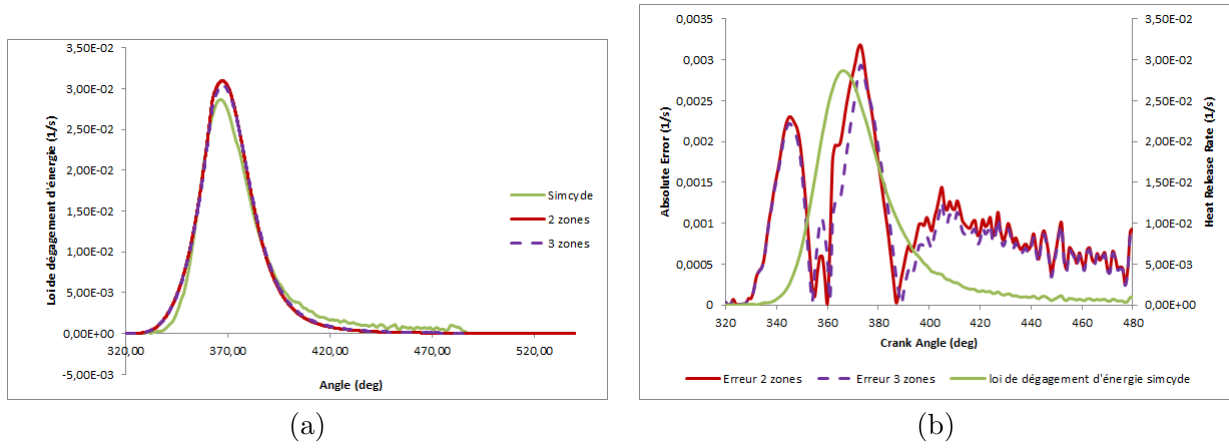 3,50E-02
3,00E-02
2,50E-02
2,00E-02
1,50E-02
1,00E-02
5,00E-03
0,00E+00
-5,00E-03
Loi de dégagement d'énergie (1/s)
320,00
370,00
420,00
470,00
520,00
Angle (deg)
Simcyde
2 zones
3 zones
(a)
0,0035
0,003
0,0025
0,002
0,0015
0,001
0,0005
0
Absolute Error (1/s)
3,50E-02
3,00E-02
2,50E-02
2,00E-02
1,50E-02
1,00E-02
5,00E-03
0,00E+00
Heat Release Rate (1/s)
320 340 360 380 400 420 440 460 480
Crank Angle (deg)
Erreur 2 zones Erreur 3 zones loi de dégagement d'énergie simcyde
(b)